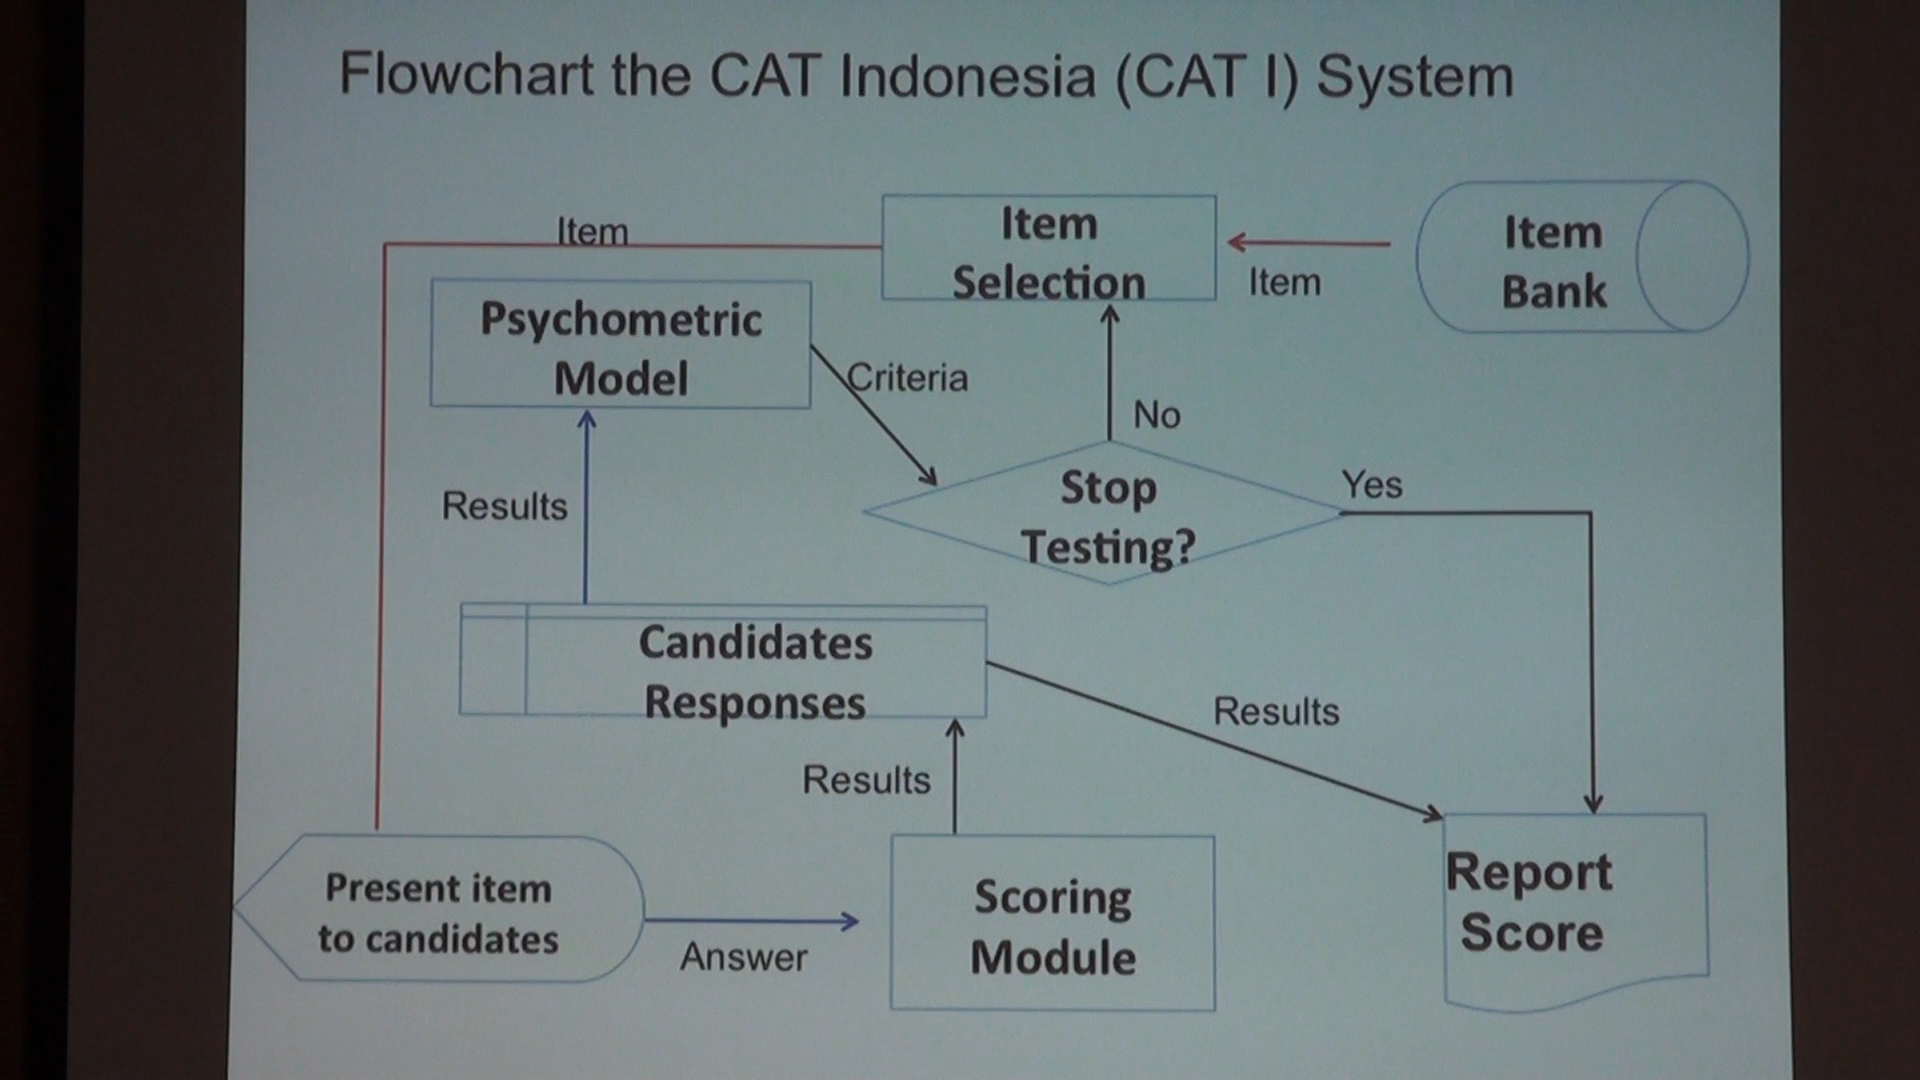 Flowchart the CAT Indonesia (CAT I) System
Item
Item
Selection
Item
Item
Bank
Psychometric
Model
Criteria
No
Results
Stop
Testing?
Yes
Candidates
Responses
Results
Results
Present item
to candidates
Answer
Scoring
Module
Report
Score